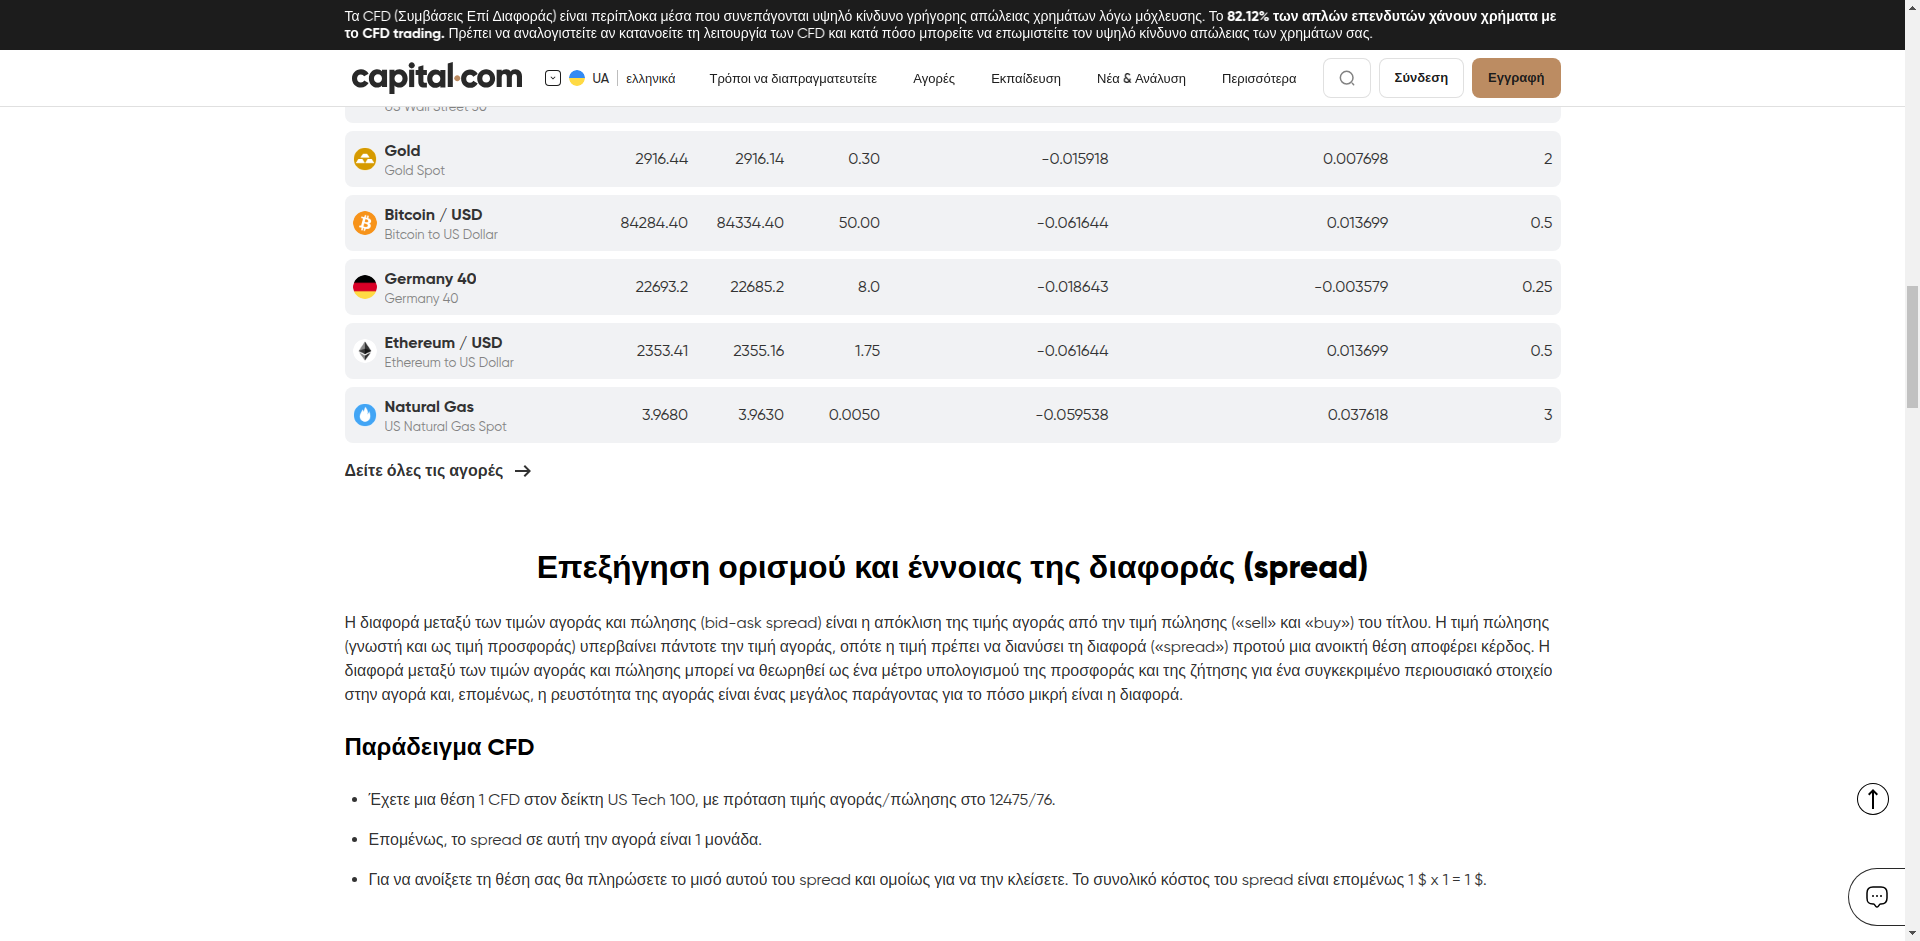 Τα CFD (Συμβάσεις Επί Διαφοράς) είναι περίπλοκα μέσα που συνεπάγονται υψηλό κίνδυνο γρήγορης απώλειας χρημάτων λόγω μόχλευσης. Το 82.12% των απλών επενδυτών χάνουν χρήματα με
το CFD trading. Πρέπει να αναλογιστείτε αν κατανοείτε τη λειτουργία των CFD και κατά πόσο μπορείτε να επωμιστείτε τον υψηλό κίνδυνο απώλειας των χρημάτων σας.
capital.com UA ελληνικά Τρόποι να διαπραγματευτείτε Αγορές Εκπαίδευση Νέα & Ανάλυση Περισσότερα Σύνδεση Εγγραφή
US Wall Street 30
Gold 2916.44 2916.14 0.30 -0.015918 0.007698 2
Gold Spot
Bitcoin / USD 84284.40 84334.40 50.00 -0.061644 0.013699 0.5
Bitcoin to US Dollar
Germany 40 22693.2 22685.2 8.0 -0.018643 -0.003579 0.25
Germany 40
Ethereum / USD 2353.41 2355.16 1.75 -0.061644 0.013699 0.5
Ethereum to US Dollar
Natural Gas 3.9680 3.9630 0.0050 -0.059538 0.037618 3
US Natural Gas Spot
Δείτε όλες τις αγορές
Επεξήγηση ορισμού και έννοιας της διαφοράς (spread)
Η διαφορά μεταξύ των τιμών αγοράς και πώλησης (bid-ask spread) είναι η απόκλιση της τιμής αγοράς από την τιμή πώλησης («sell» και «buy») του τίτλου. Η τιμή πώλησης
(γνωστή και ως τιμή προσφοράς) υπερβαίνει πάντοτε την τιμή αγοράς, οπότε η τιμή πρέπει να διανύσει τη διαφορά («spread») προτού μια ανοικτή θέση αποφέρει κέρδος. Η
διαφορά μεταξύ των τιμών αγοράς και πώλησης μπορεί να θεωρηθεί ως ένα μέτρο υπολογισμού της προσφοράς και της ζήτησης για ένα συγκεκριμένο περιουσιακό στοιχείο
στην αγορά και, επομένως, η ρευστότητα της αγοράς είναι ένας μεγάλος παράγοντας για το πόσο μικρή είναι η διαφορά.
Παράδειγμα CFD
• Έχετε μια θέση 1 CFD στον δείκτη US Tech 100, με πρόταση τιμής αγοράς/πώλησης στο 12475/76.
• Επομένως, το spread σε αυτή την αγορά είναι 1 μονάδα.
• Για να ανοίξετε τη θέση σας θα πληρώσετε το μισό αυτού του spread και ομοίως για να την κλείσετε. Το συνολικό κόστος του spread είναι επομένως 1 $ x 1 = 1 $.